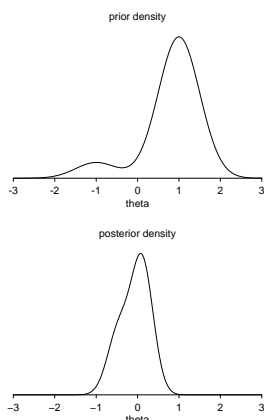 prior density
-3 -2 -1 0 1 2 3
theta
posterior density
−3 −2 −1 0 1 2 3
theta